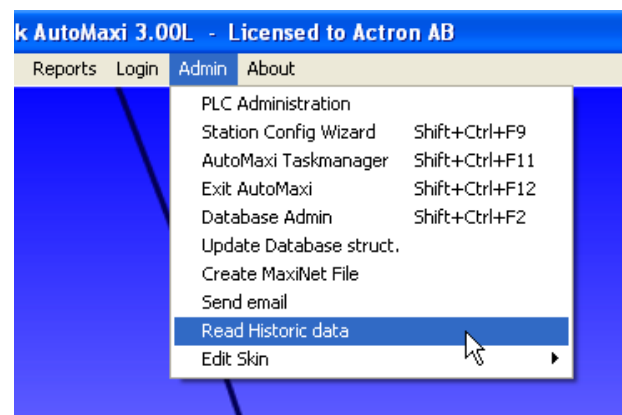 k AutoMaxi 3.00L - Licensed to Actron AB
Reports Login Admin About
PLC Administration
Station Config Wizard Shift+Ctrl+F9
AutoMaxi Taskmanager Shift+Ctrl+F11
Exit AutoMaxi Shift+Ctrl+F12
Database Admin Shift+Ctrl+F2
Update Database struct.
Create MaxiNet File
Send email
Read Historic data
Edit Skin